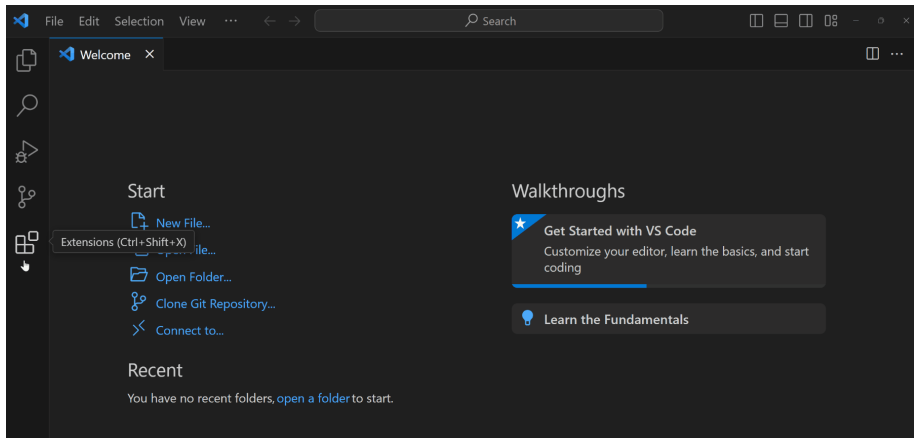 File Edit Selection View ··· Search
Welcome
Start
New File...
Extensions (Ctrl+Shift+X)
Open Folder...
Clone Git Repository...
Connect to...
Recent
You have no recent folders, open a folder to start.
Walkthroughs
Get Started with VS Code
Customize your editor, learn the basics, and start
coding
Learn the Fundamentals